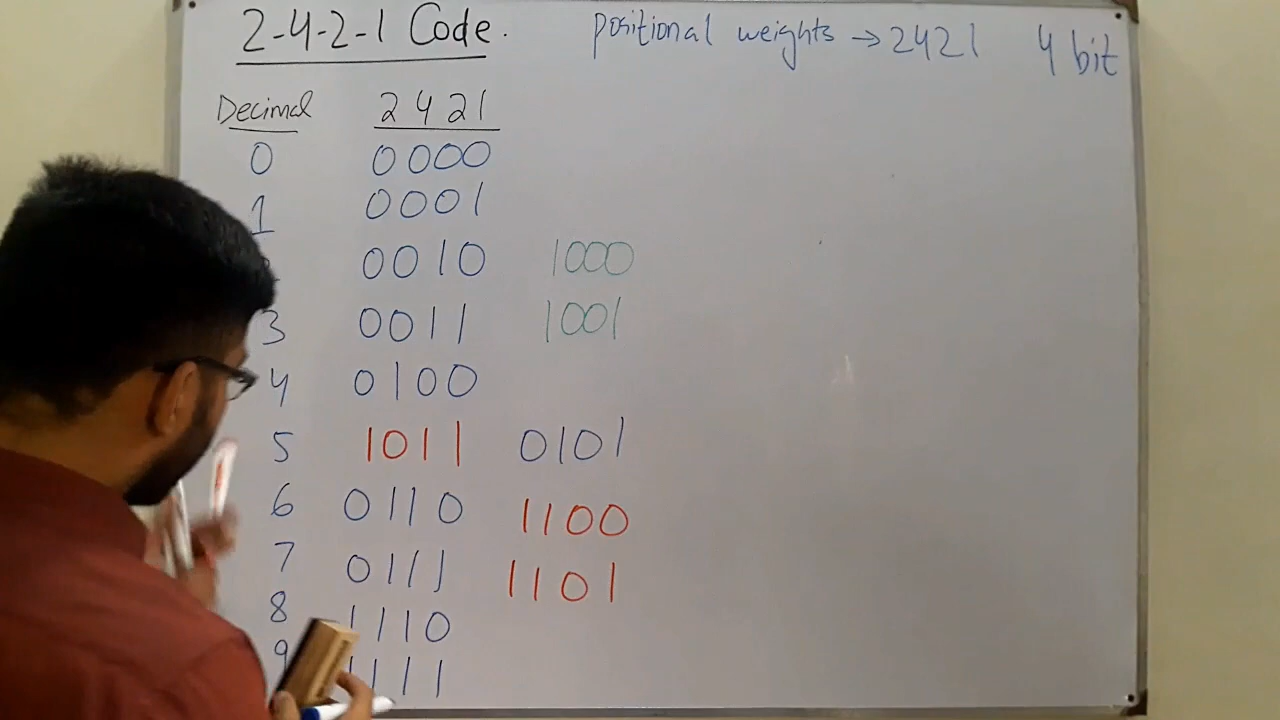 2-4-2-1 Code.
positional weights → 2421 4 bit
Decimal 2 4 2 1
0 0000
1 0001
0010 1000
3 0011 1001
4 0100
5 1011 0101
6 0110 1100
7 0111 1101
8 1110
9 1111